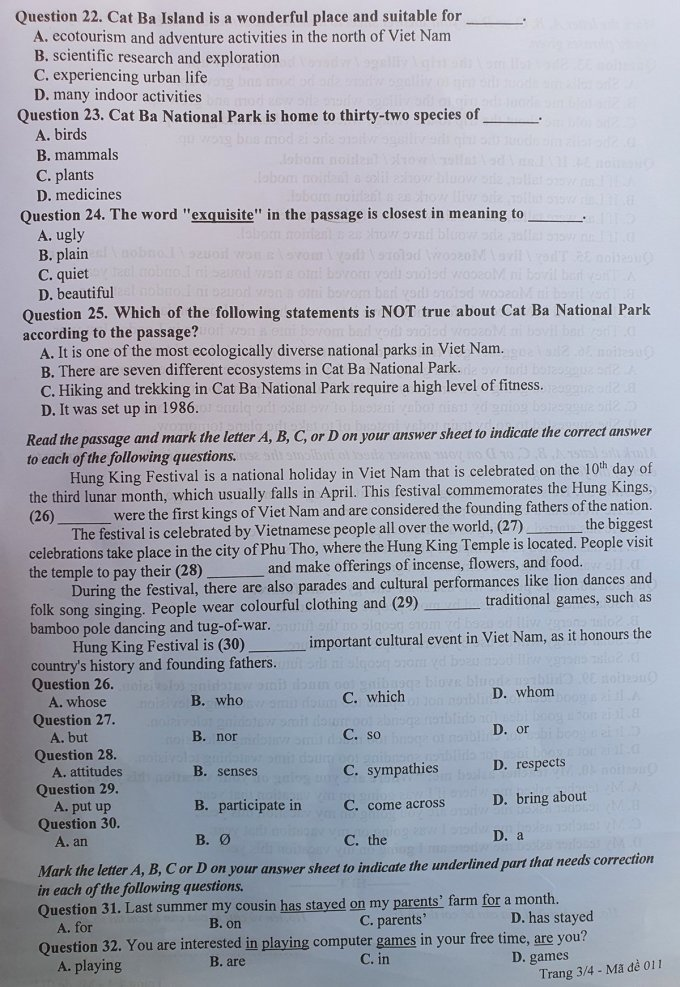 Question 22. Cat Ba Island is a wonderful place and suitable for ________.
A. ecotourism and adventure activities in the north of Viet Nam
B. scientific research and exploration
C. experiencing urban life
D. many indoor activities
Question 23. Cat Ba National Park is home to thirty-two species of ________.
A. birds
B. mammals
C. plants
D. medicines
Question 24. The word "exquisite" in the passage is closest in meaning to ________.
A. ugly
B. plain
C. quiet
D. beautiful
Question 25. Which of the following statements is NOT true about Cat Ba National Park
according to the passage?
A. It is one of the most ecologically diverse national parks in Viet Nam.
B. There are seven different ecosystems in Cat Ba National Park.
C. Hiking and trekking in Cat Ba National Park require a high level of fitness.
D. It was set up in 1986.
Read the passage and mark the letter A, B, C, or D on your answer sheet to indicate the correct answer
to each of the following questions.
Hung King Festival is a national holiday in Viet Nam that is celebrated on the 10th day of
the third lunar month, which usually falls in April. This festival commemorates the Hung Kings,
(26) ________ were the first kings of Viet Nam and are considered the founding fathers of the nation.
The festival is celebrated by Vietnamese people all over the world, (27) ________ the biggest
celebrations take place in the city of Phu Tho, where the Hung King Temple is located. People visit
the temple to pay their (28) ________ and make offerings of incense, flowers, and food.
During the festival, there are also parades and cultural performances like lion dances and
folk song singing. People wear colourful clothing and (29) ________ traditional games, such as
bamboo pole dancing and tug-of-war.
Hung King Festival is (30) ________ important cultural event in Viet Nam, as it honours the
country's history and founding fathers.
Question 26.
A. whose B. who C. which D. whom
Question 27.
A. but B. nor C. so D. or
Question 28.
A. attitudes B. senses C. sympathies D. respects
Question 29.
A. put up B. participate in C. come across D. bring about
Question 30.
A. an B. Ø C. the D. a
Mark the letter A, B, C or D on your answer sheet to indicate the underlined part that needs correction
in each of the following questions.
Question 31. Last summer my cousin has stayed on my parents' farm for a month.
A. for B. on C. parents' D. has stayed
Question 32. You are interested in playing computer games in your free time, are you?
A. playing B. are C. in D. games
Trang 3/4 - Mã đề 011